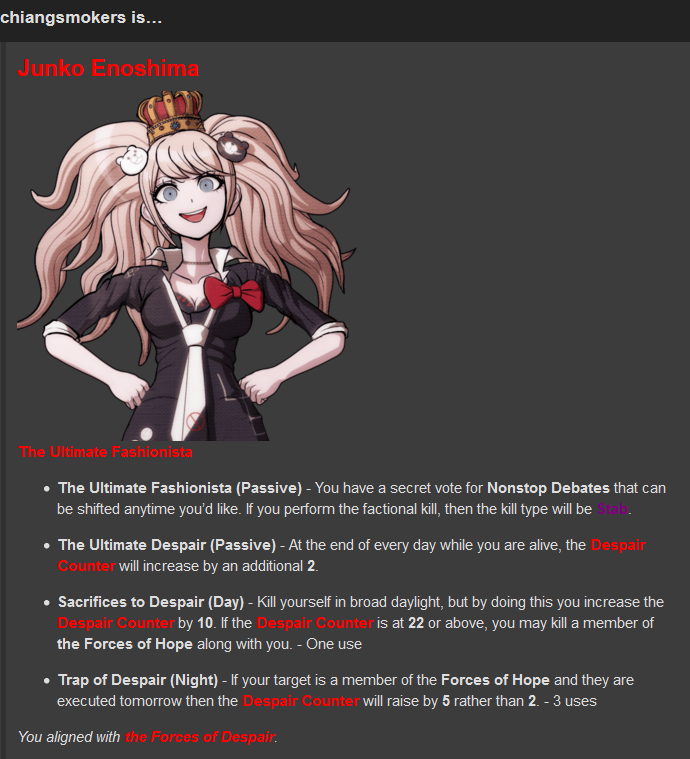 chiangsmokers is…
Junko Enoshima
The Ultimate Fashionista
• The Ultimate Fashionista (Passive) - You have a secret vote for Nonstop Debates that can
be shifted anytime you'd like. If you perform the factional kill, then the kill type will be Stab.
• The Ultimate Despair (Passive) - At the end of every day while you are alive, the Despair
Counter will increase by an additional 2.
• Sacrifices to Despair (Day) - Kill yourself in broad daylight, but by doing this you increase the
Despair Counter by 10. If the Despair Counter is at 22 or above, you may kill a member of
the Forces of Hope along with you. - One use
• Trap of Despair (Night) - If your target is a member of the Forces of Hope and they are
executed tomorrow then the Despair Counter will raise by 5 rather than 2. - 3 uses
You aligned with the Forces of Despair.